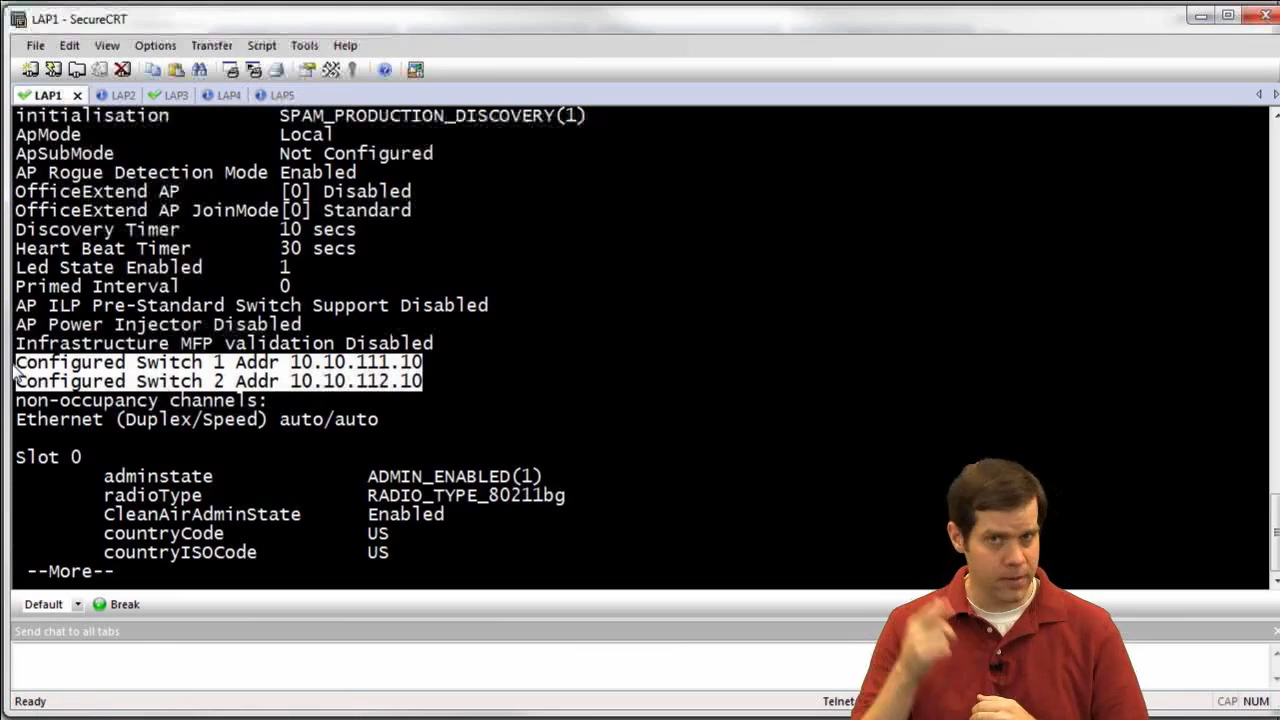 LAP1 - SecureCRT
File Edit View Options Transfer Script Tools Help
LAP1 x LAP2 LAP3 LAP4 LAP5
initialisation SPAM_PRODUCTION_DISCOVERY(1)
ApMode Local
ApSubMode Not Configured
AP Rogue Detection Mode Enabled
OfficeExtend AP [0] Disabled
OfficeExtend AP JoinMode[0] Standard
Discovery Timer 10 secs
Heart Beat Timer 30 secs
Led State Enabled 1
Primed Interval 0
AP ILP Pre-Standard Switch Support Disabled
AP Power Injector Disabled
Infrastructure MFP validation Disabled
Configured Switch 1 Addr 10.10.111.10
Configured Switch 2 Addr 10.10.112.10
non-occupancy channels:
Ethernet (Duplex/Speed) auto/auto
Slot 0
adminstate ADMIN_ENABLED(1)
radioType RADIO_TYPE_80211bg
CleanAirAdminState Enabled
countryCode US
countryISOCode US
--More--
Default Break
Send chat to all tabs
Ready Telnet CAP NUM